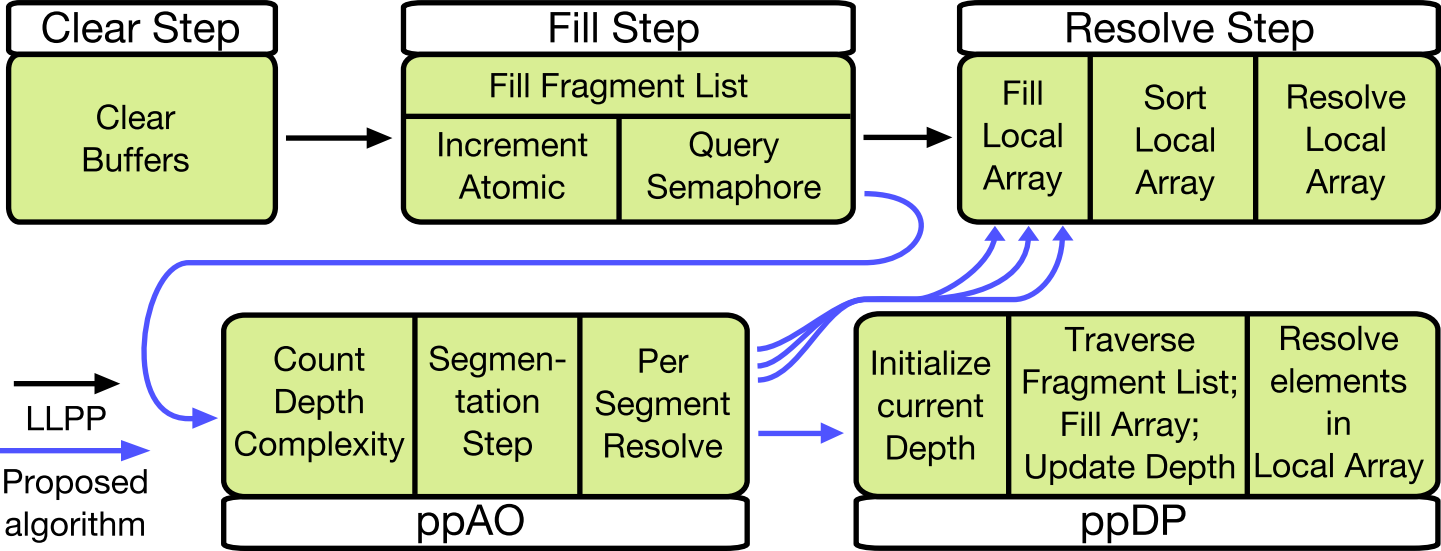 Clear Step
Clear
Buffers
Fill Step
Fill Fragment List
Increment
Atomic
Query
Semaphore
Resolve Step
Fill
Local
Array
Sort
Local
Array
Resolve
Local
Array
LLPP
Proposed
algorithm
Count
Depth
Complexity
Segmen-
tation
Step
Per
Segment
Resolve
ppAO
Initialize
current
Depth
Traverse
Fragment List;
Fill Array;
Update Depth
Resolve
elements
in
Local Array
ppDP